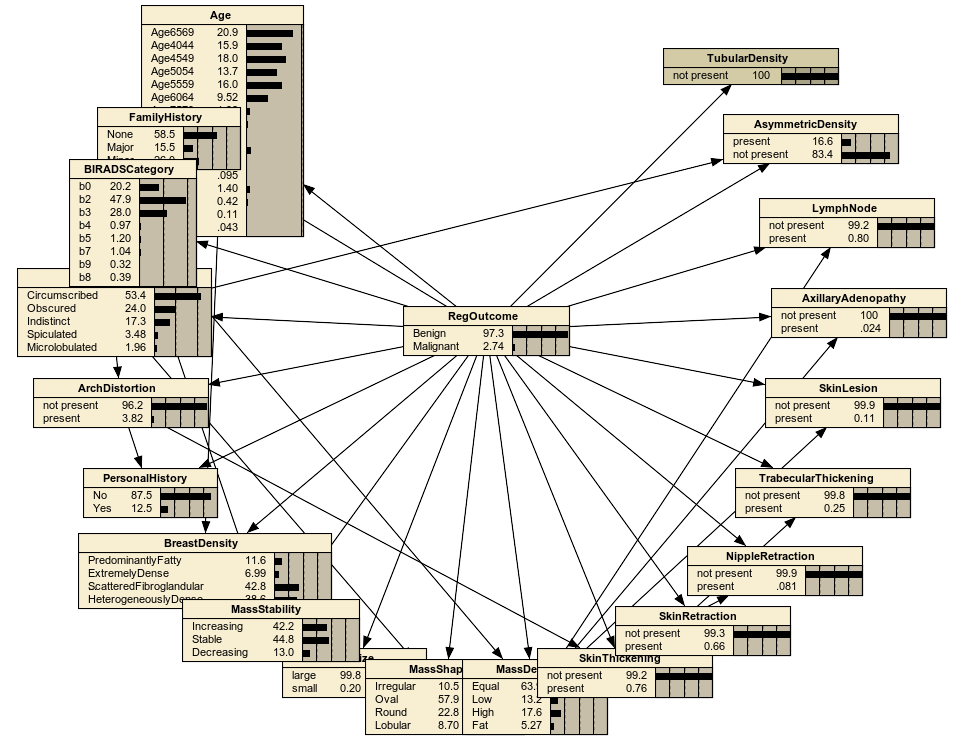 Age
Age6569 20.9
Age4044 15.9
Age4549 18.0
Age5054 13.7
Age5559 16.0
Age6064 9.52
.095
1.40
0.42
0.11
.043
FamilyHistory
None 58.5
Major 15.5
BIRADSCategory
b0 20.2
b2 47.9
b3 28.0
b4 0.97
b5 1.20
b7 1.04
b9 0.32
b8 0.39
Circumscribed 53.4
Obscured 24.0
Indistinct 17.3
Spiculated 3.48
Microlobulated 1.96
ArchDistortion
not present 96.2
present 3.82
PersonalHistory
No 87.5
Yes 12.5
BreastDensity
PredominantlyFatty 11.6
ExtremelyDense 6.99
ScatteredFibroglandular 42.8
HeterogeneouslyDense 38.6
MassStability
Increasing 42.2
Stable 44.8
Decreasing 13.0
large 99.8
small 0.20
MassShap
Irregular 10.5
Oval 57.9
Round 22.8
Lobular 8.70
MassDe
Equal 63.
Low 13.2
High 17.6
Fat 5.27
RegOutcome
Benign 97.3
Malignant 2.74
TubularDensity
not present 100
AsymmetricDensity
present 16.6
not present 83.4
LymphNode
not present 99.2
present 0.80
AxillaryAdenopathy
not present 100
present .024
SkinLesion
not present 99.9
present 0.11
TrabecularThickening
not present 99.8
present 0.25
NippleRetraction
not present 99.9
present .081
SkinRetraction
not present 99.3
present 0.66
SkinThickening
not present 99.2
present 0.76